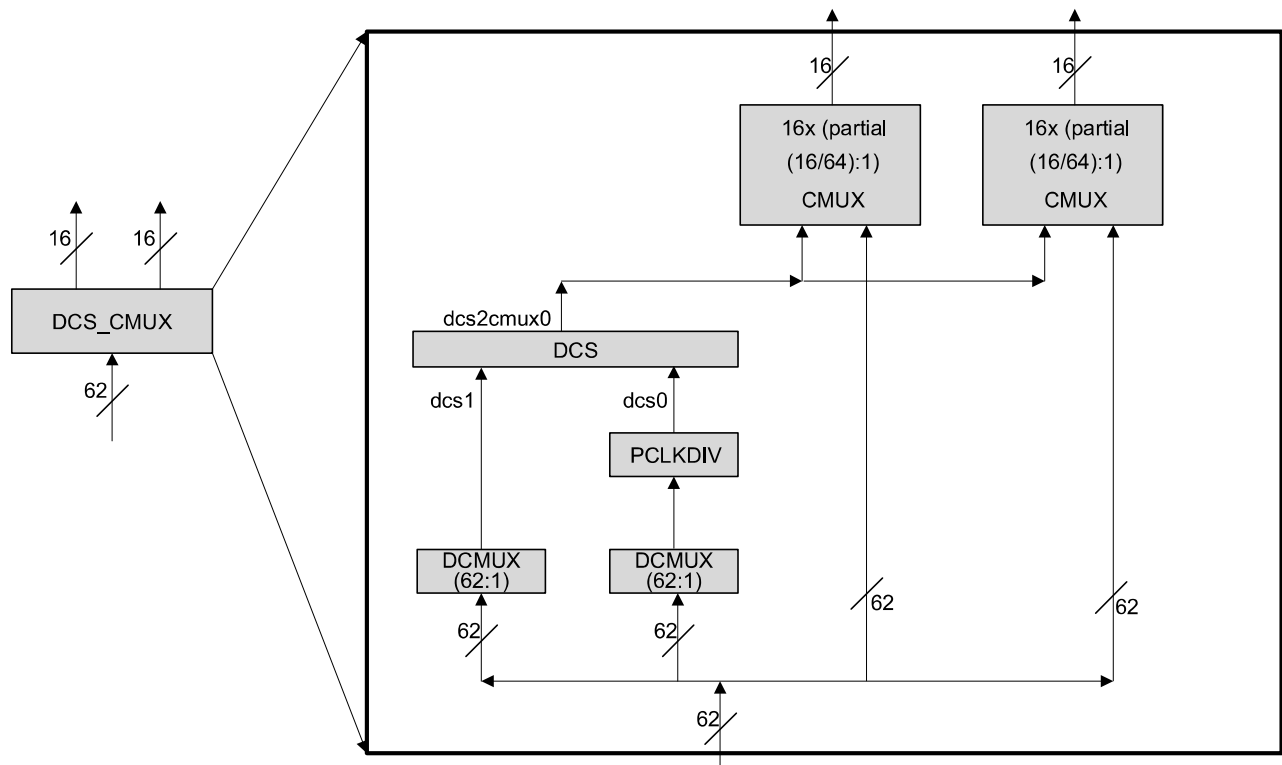 16
16
16x (partial
(16/64):1)
CMUX
16x (partial
(16/64):1)
CMUX
16
16
DCS_CMUX
62
dcs2cmux0
DCS
dcs1
dcs0
PCLKDIV
DCMUX
(62:1)
DCMUX
(62:1)
62
62
62
62
62